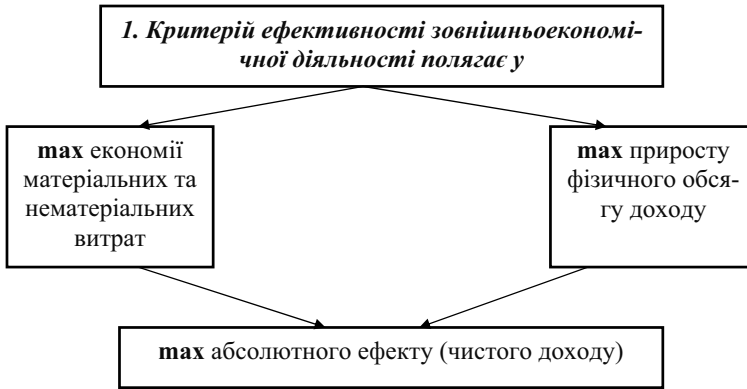 1. Критерій ефективності зовнішньоекономі-
чної діяльності полягає у
max економії
матеріальних та
нематеріальних
витрат
max приросту
фізичного обся-
гу доходу
max абсолютного ефекту (чистого доходу)